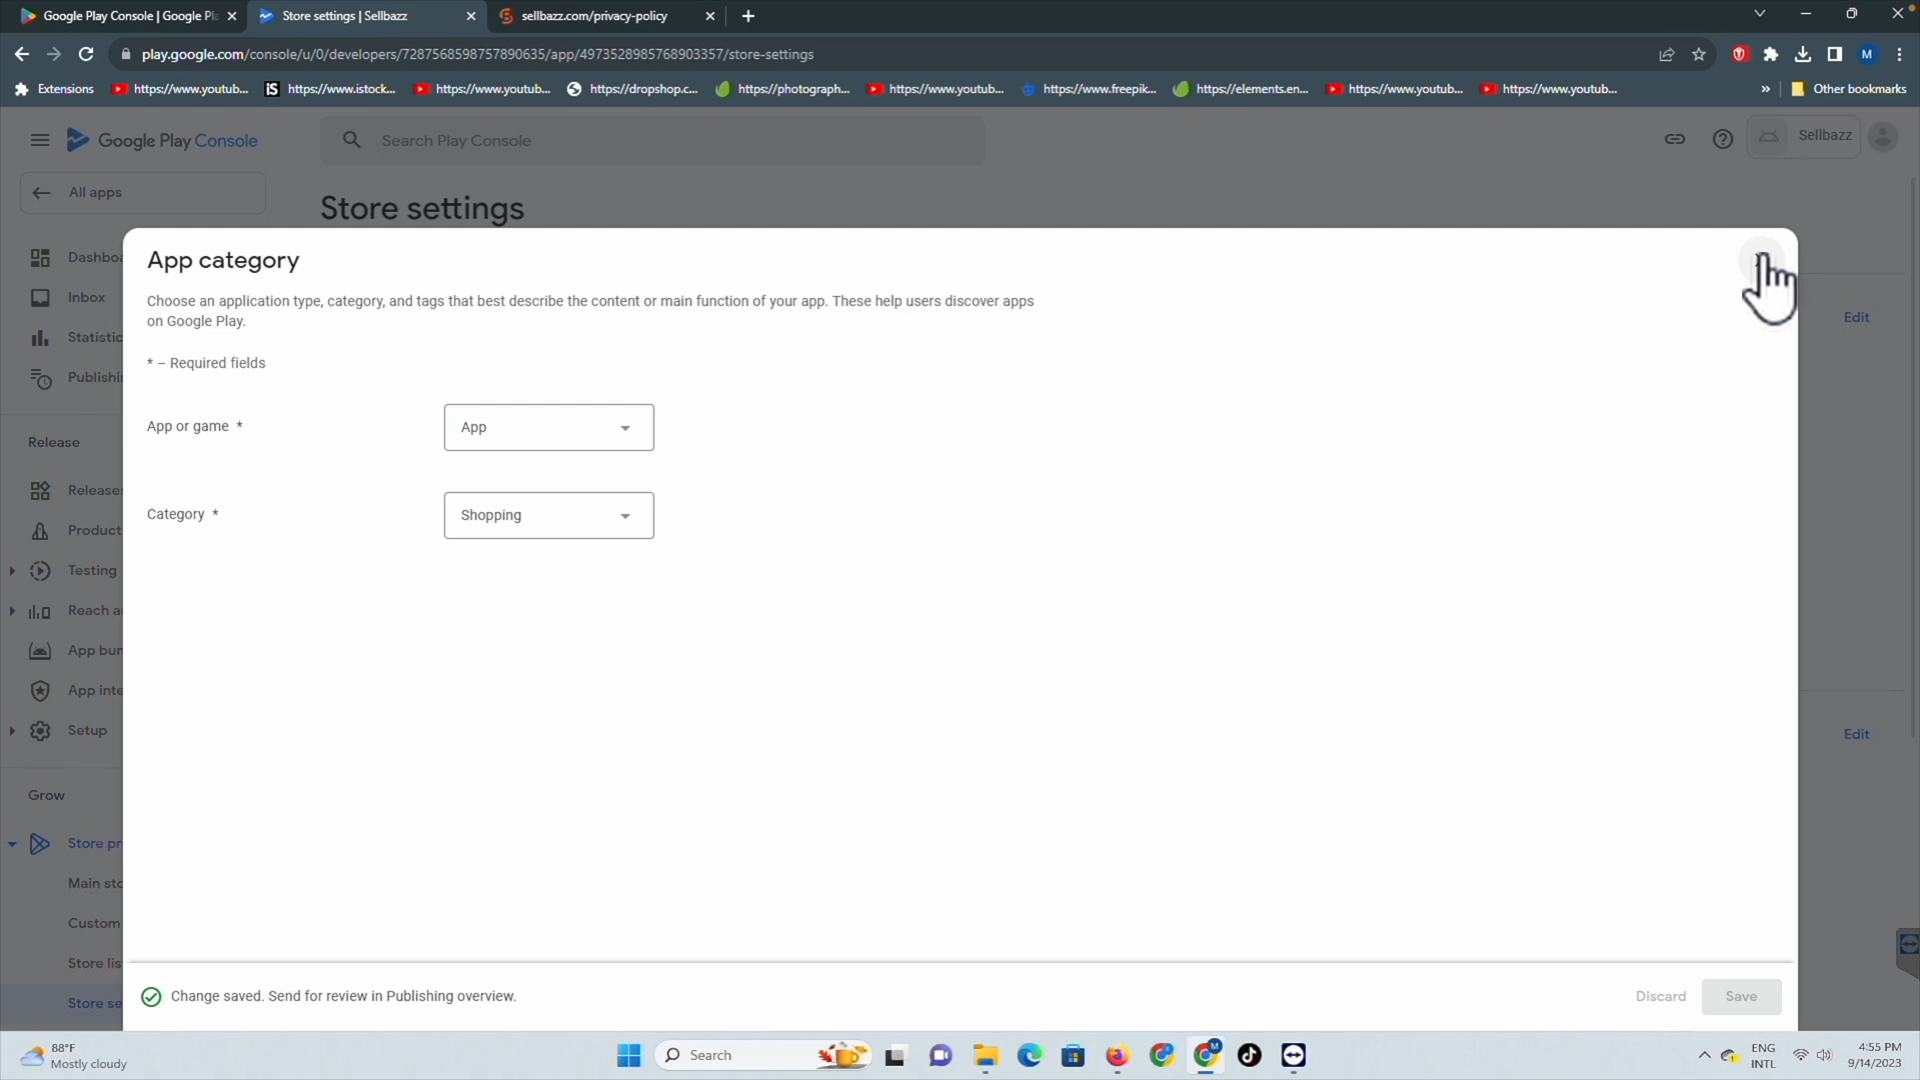 Google Play Console | Google Pla
Store settings | Sellbazz
sellbazz.com/privacy-policy
play.google.com/console/u/0/developers/7287568598757890635/app/4973528985768903357/store-settings
M
Extensions
https://www.youtub...
iS
https://www.istock...
https://www.youtub...
https://dropshop.c...
https://photograph...
https://www.youtub...
https://www.freepik...
https://elements.en...
https://www.youtub...
https://www.youtub...
»
Other bookmarks
Google Play Console
Search Play Console
Sellbazz
All apps
Store settings
Dashboa
Inbox
Statistic
Publishi
Release
Releases
Product
Testing
Reach a
App bun
App inte
Setup
Grow
Store pr
Main sto
Custom
Store lis
Store se
Edit
Edit
App category
Choose an application type, category, and tags that best describe the content or main function of your app. These help users discover apps
on Google Play.
* – Required fields
App or game *
App
Category *
Shopping
Change saved. Send for review in Publishing overview.
Discard
Save
88°F
Mostly cloudy
Search
M
ENG
INTL
4:55 PM
9/14/2023